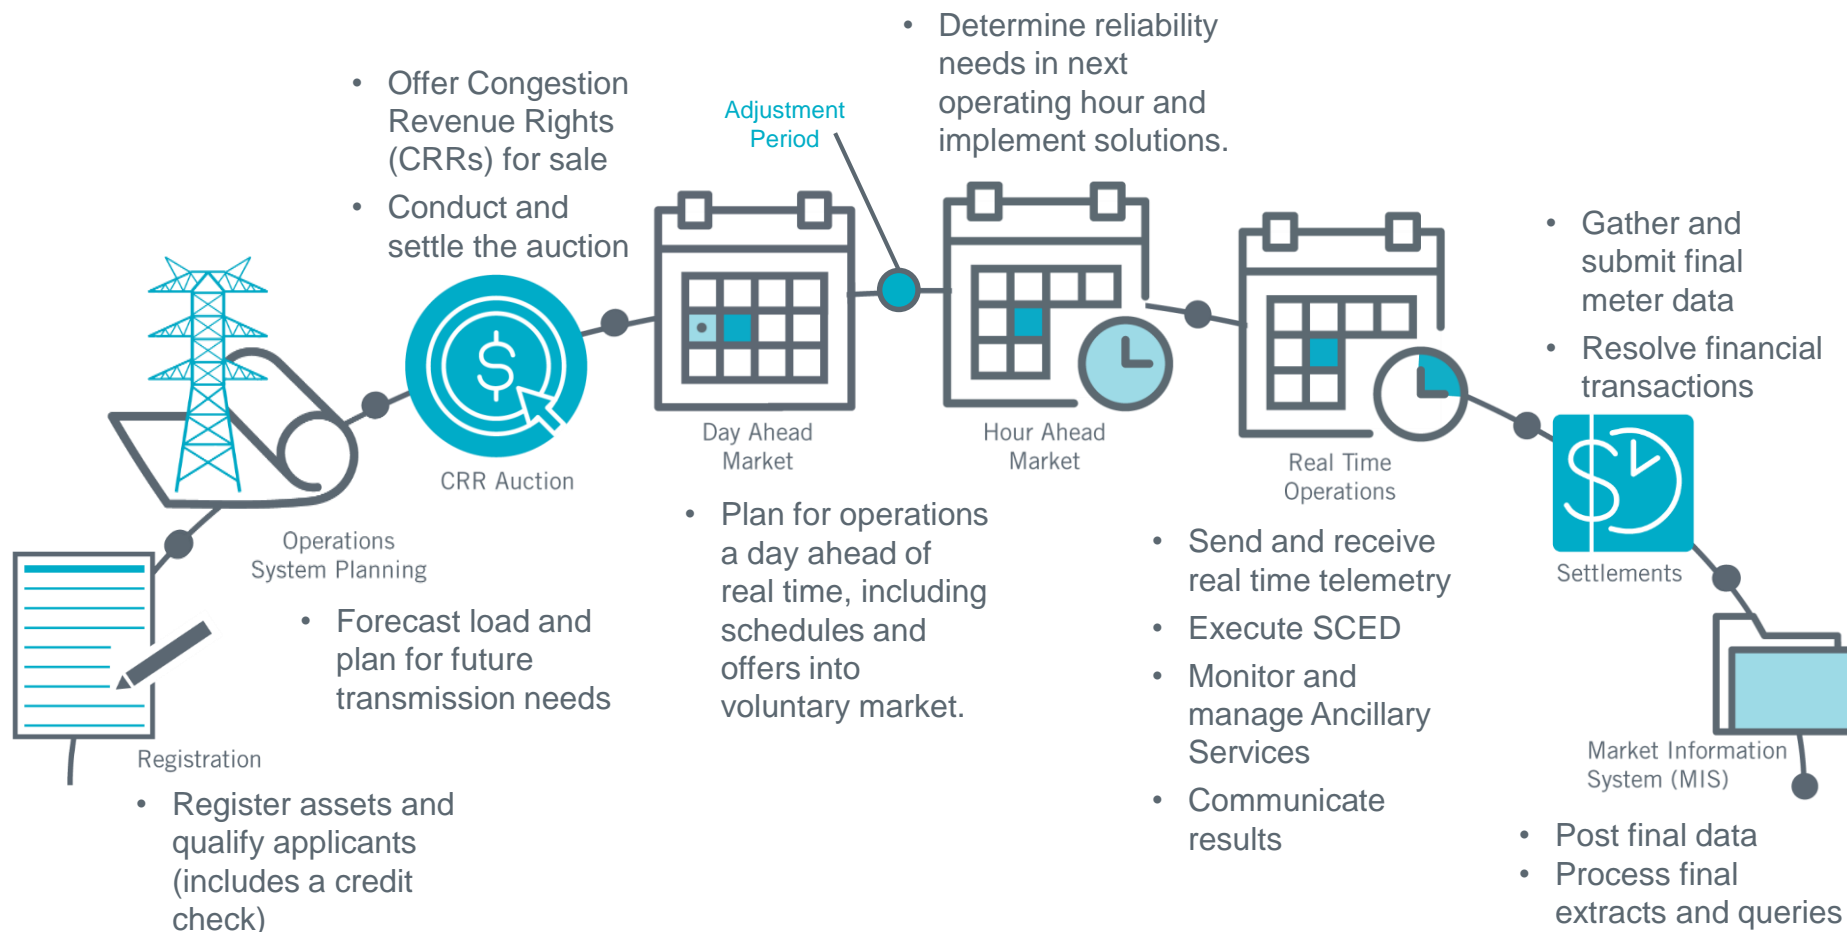 • Determine reliability
needs in next
operating hour and
implement solutions.
• Offer Congestion
Revenue Rights
(CRRs) for sale
• Conduct and
settle the auction
Adjustment
Period
• Gather and
submit final
meter data
• Resolve financial
transactions
$
CRR Auction
Day Ahead
Market
Hour Ahead
Market
Real Time
Operations
$
Settlements
Operations
System Planning
• Forecast load and
plan for future
transmission needs
• Plan for operations
a day ahead of
real time, including
schedules and
offers into
voluntary market.
• Send and receive
real time telemetry
• Execute SCED
• Monitor and
manage Ancillary
Services
• Communicate
results
Registration
• Register assets and
qualify applicants
(includes a credit
check)
Market Information
System (MIS)
• Post final data
• Process final
extracts and queries